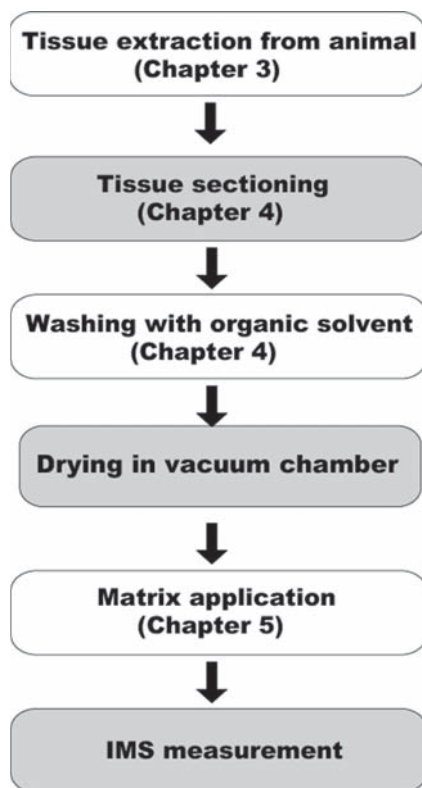 Tissue extraction from animal
(Chapter 3)
Tissue sectioning
(Chapter 4)
Washing with organic solvent
(Chapter 4)
Drying in vacuum chamber
Matrix application
(Chapter 5)
IMS measurement